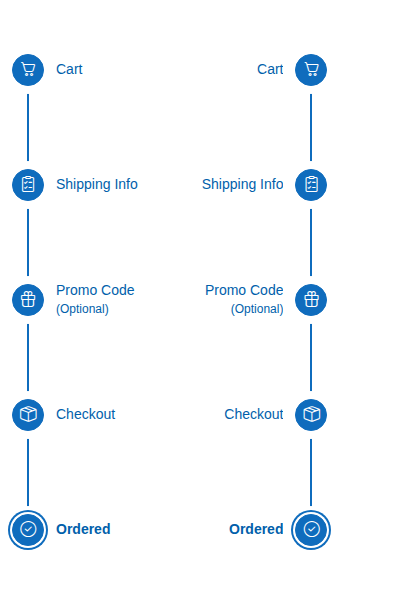 Cart
Shipping Info
Promo Code
(Optional)
Checkout
Ordered
Cart
Shipping Info
Promo Code
(Optional)
Checkout
Ordered